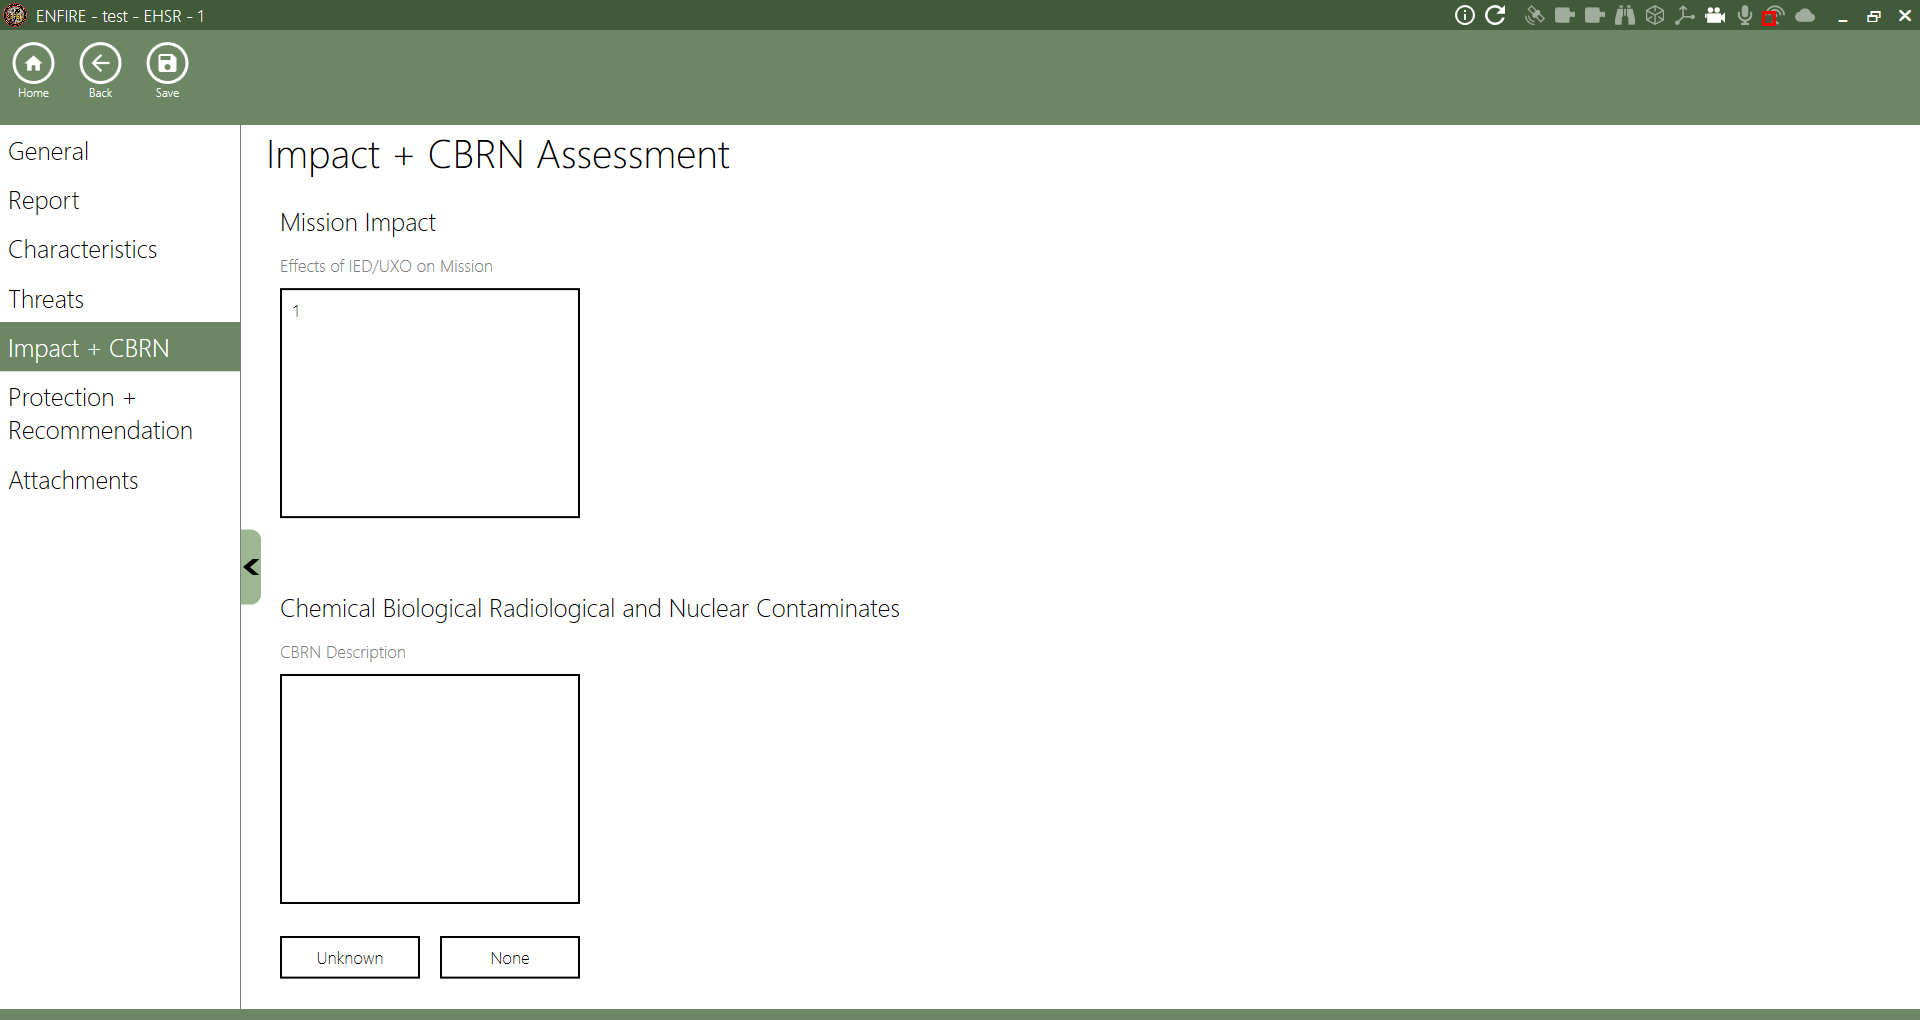 ENFIRE - test - EHSR - 1
Home
Back
Save
General
Report
Characteristics
Threats
Impact + CBRN
Protection +
Recommendation
Attachments
Impact + CBRN Assessment
Mission Impact
Effects of IED/UXO on Mission
1
Chemical Biological Radiological and Nuclear Contaminates
CBRN Description
Unknown
None